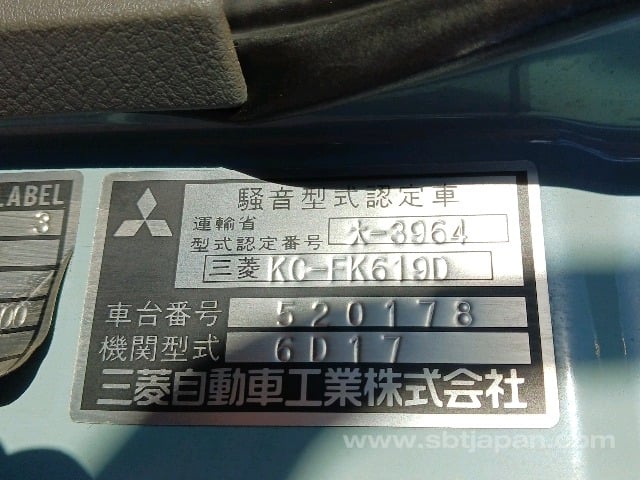 LABEL
3
00
騒音型式認定車
運輸省
型式認定番号 大-3964
三菱 KC-FK619D
車台番号 520178
機関型式 6D17
三菱自動車工業株式会社
www.sbtjapan.com